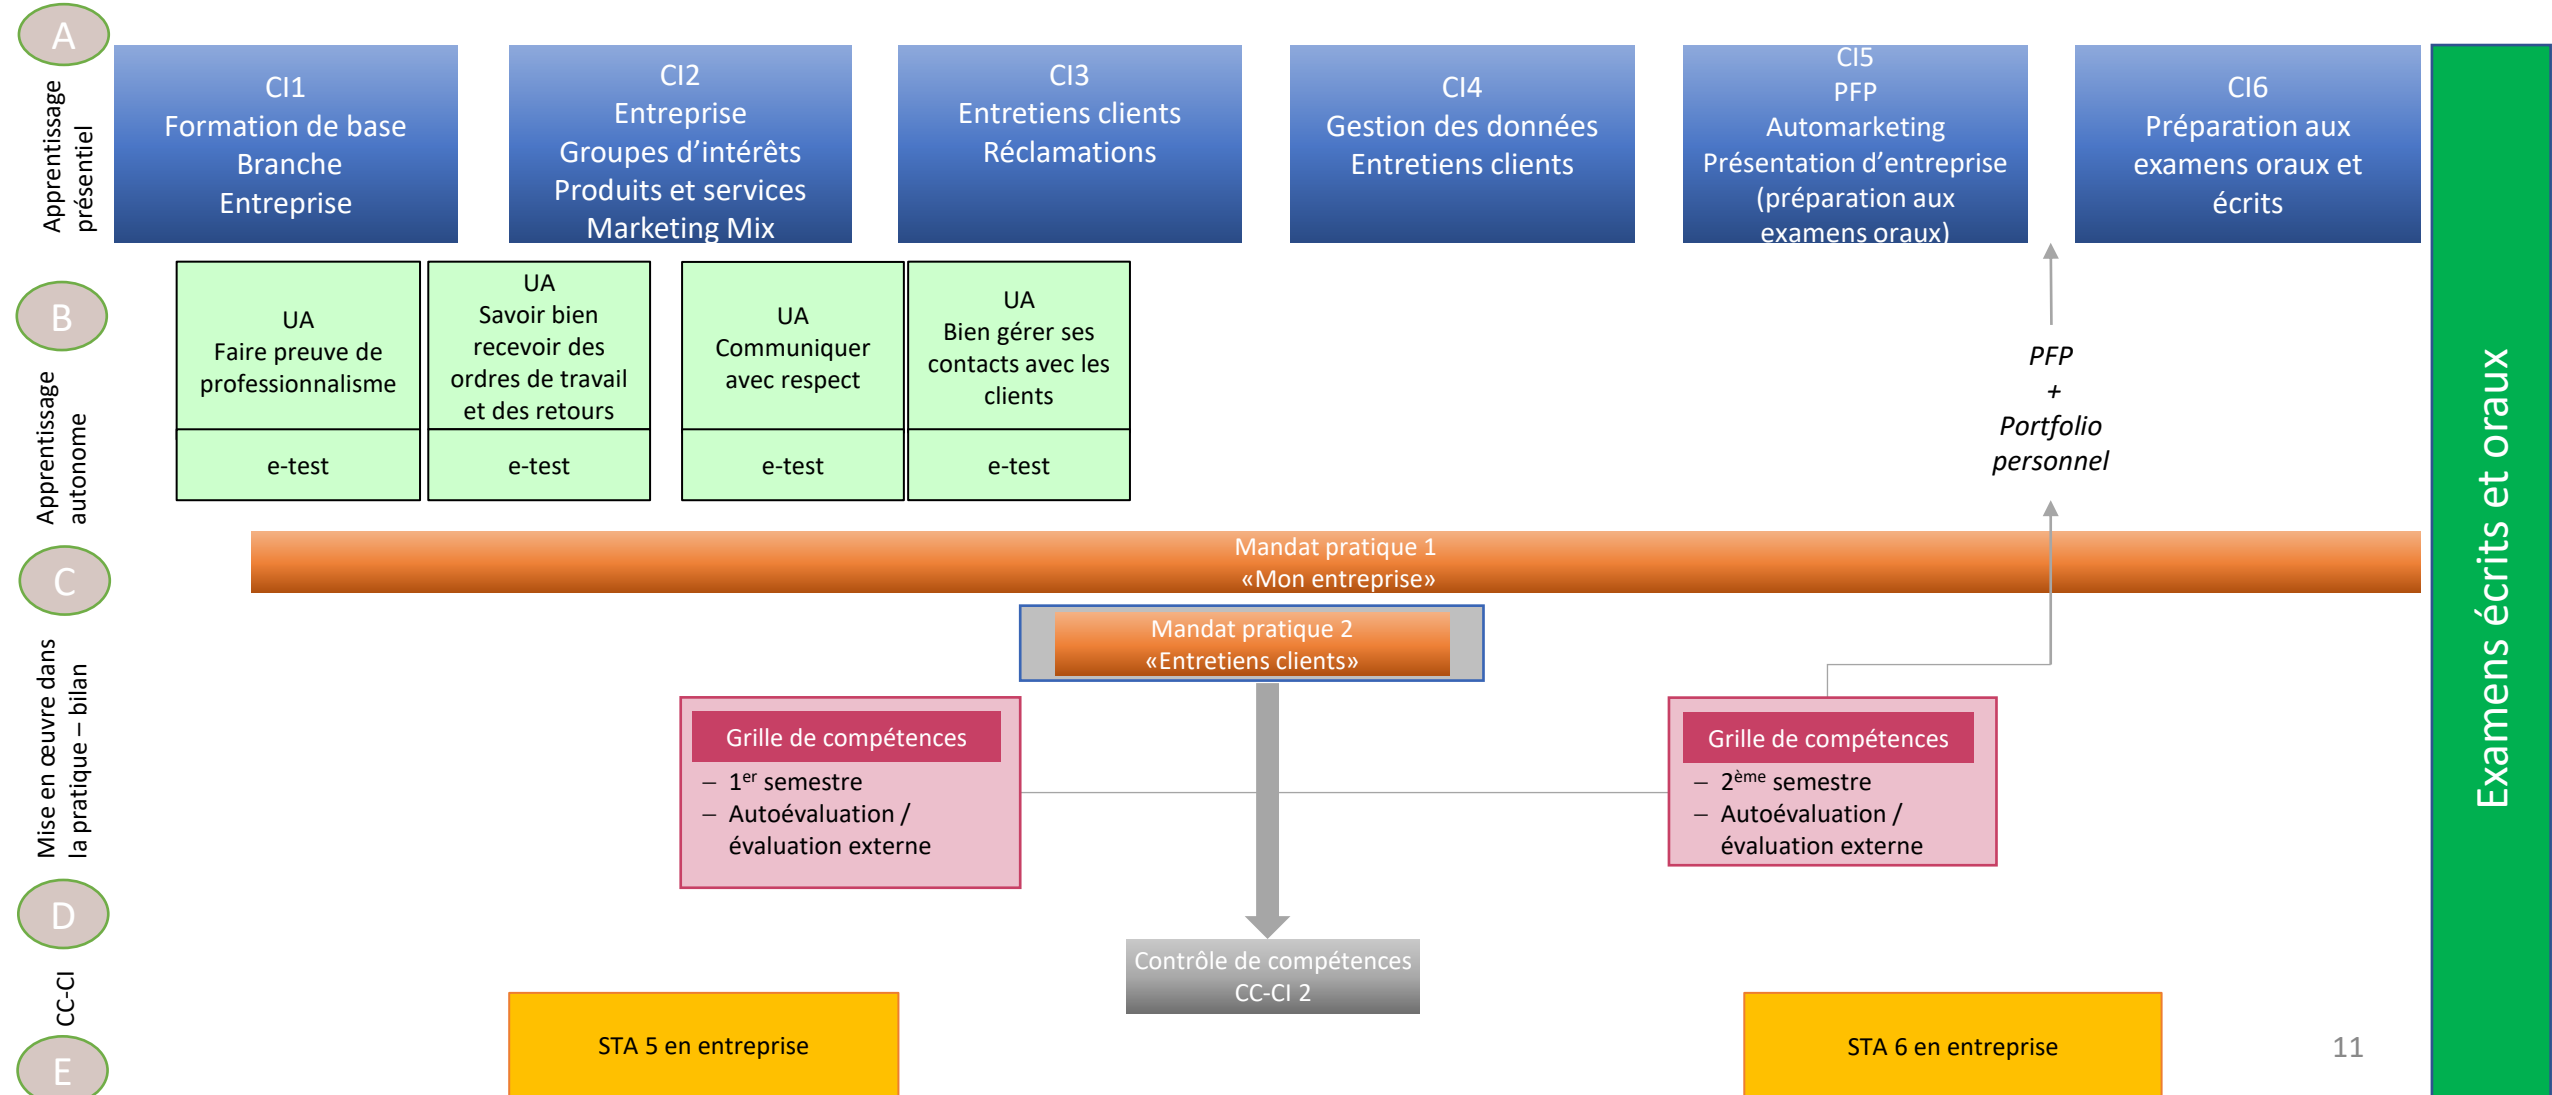 A
Apprentissage
présentiel
CI1
Formation de base
Branche
Entreprise
CI2
Entreprise
Groupes d’intérêts
Produits et services
Marketing Mix
CI3
Entretiens clients
Réclamations
CI4
Gestion des données
Entretiens clients
CI5
PFP
Automarketing
Présentation d’entreprise
(préparation aux
examens oraux)
CI6
Préparation aux
examens oraux et
écrits
B
Apprentissage
autonome
UA
Faire preuve de
professionnalisme
e-test
UA
Savoir bien
recevoir des
ordres de travail
et des retours
e-test
UA
Communiquer
avec respect
e-test
UA
Bien gérer ses
contacts avec les
clients
e-test
PFP
+
Portfolio
personnel
C
Mise en œuvre dans
la pratique – bilan
Mandat pratique 1
«Mon entreprise»
Mandat pratique 2
«Entretiens clients»
Grille de compétences
– 1er semestre
– Autoévaluation /
évaluation externe
Grille de compétences
– 2ème semestre
– Autoévaluation /
évaluation externe
D
CC-CI
Contrôle de compétences
CC-CI 2
E
STA 5 en entreprise
STA 6 en entreprise
11
Examens écrits et oraux